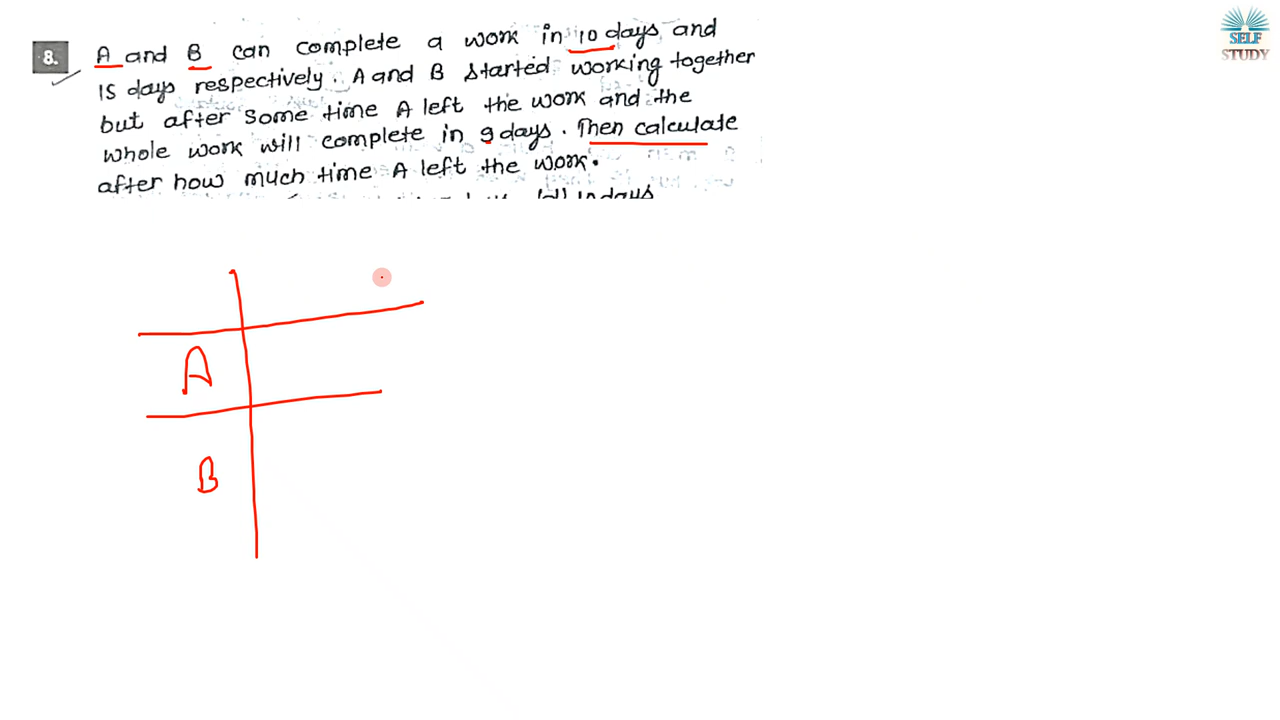 8. A and B can complete a work in 10 days and
15 days respectively. A and B started working together
but after some time A left the work and the
whole work will complete in 9 days. Then calculate
after how much time A left the work.
SELF
STUDY
A
B